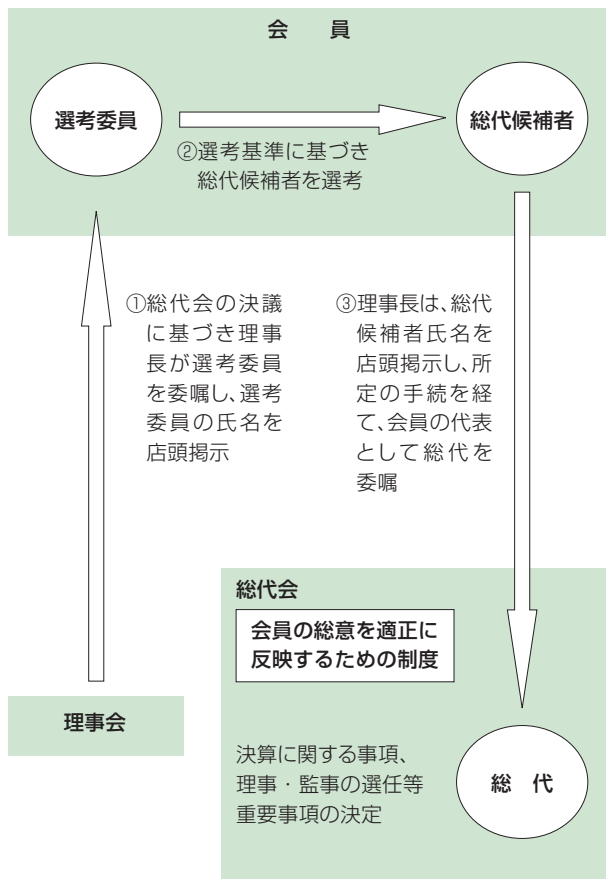 会　員
選考委員
総代候補者
②選考基準に基づき
総代候補者を選考
①総代会の決議
に基づき理事
長が選考委員
を委嘱し、選考
委員の氏名を
店頭掲示
③理事長は、総代
候補者氏名を
店頭掲示し、所
定の手続を経
て、会員の代表
として総代を
委嘱
総代会
会員の総意を適正に
反映するための制度
理事会
決算に関する事項、
理事・監事の選任等
重要事項の決定
総　代